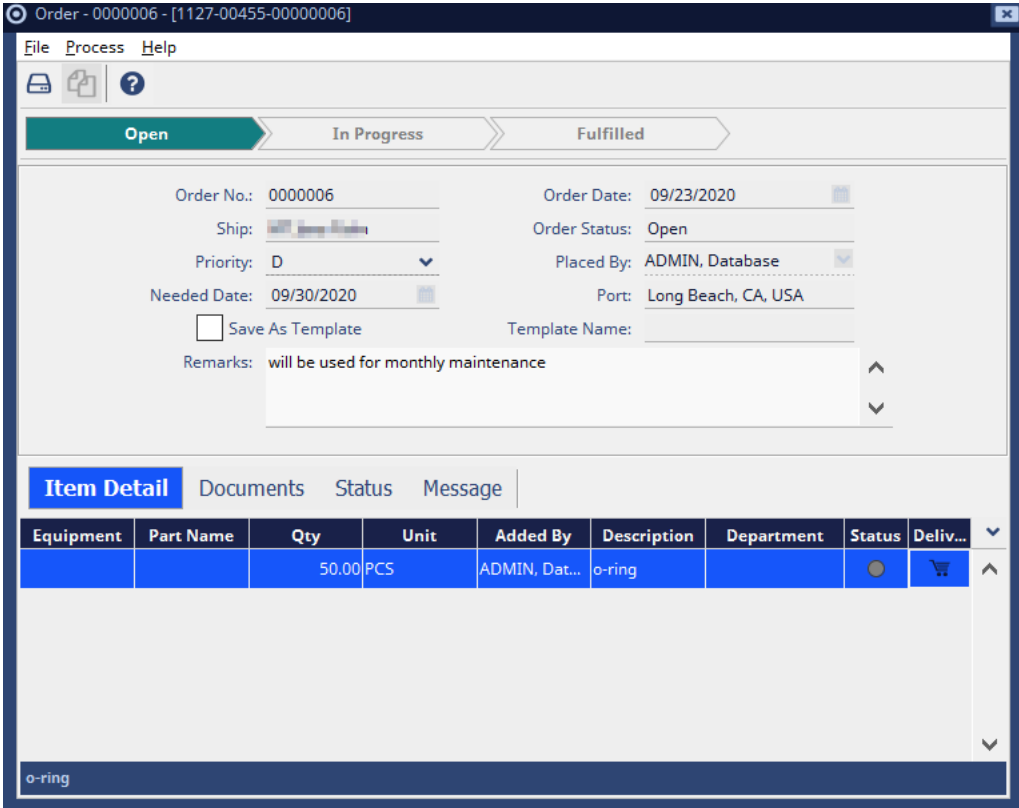 Order - 0000006 - [1127-00455-00000006]
File Process Help
Open In Progress Fulfilled
Order No.: 0000006 Order Date: 09/23/2020
Ship: Order Status: Open
Priority: D Placed By: ADMIN, Database
Needed Date: 09/30/2020 Port: Long Beach, CA, USA
Save As Template Template Name:
Remarks: will be used for monthly maintenance
Item Detail Documents Status Message
Equipment Part Name Qty Unit Added By Description Department Status Deliv...
50.00 PCS ADMIN, Dat... o-ring
o-ring